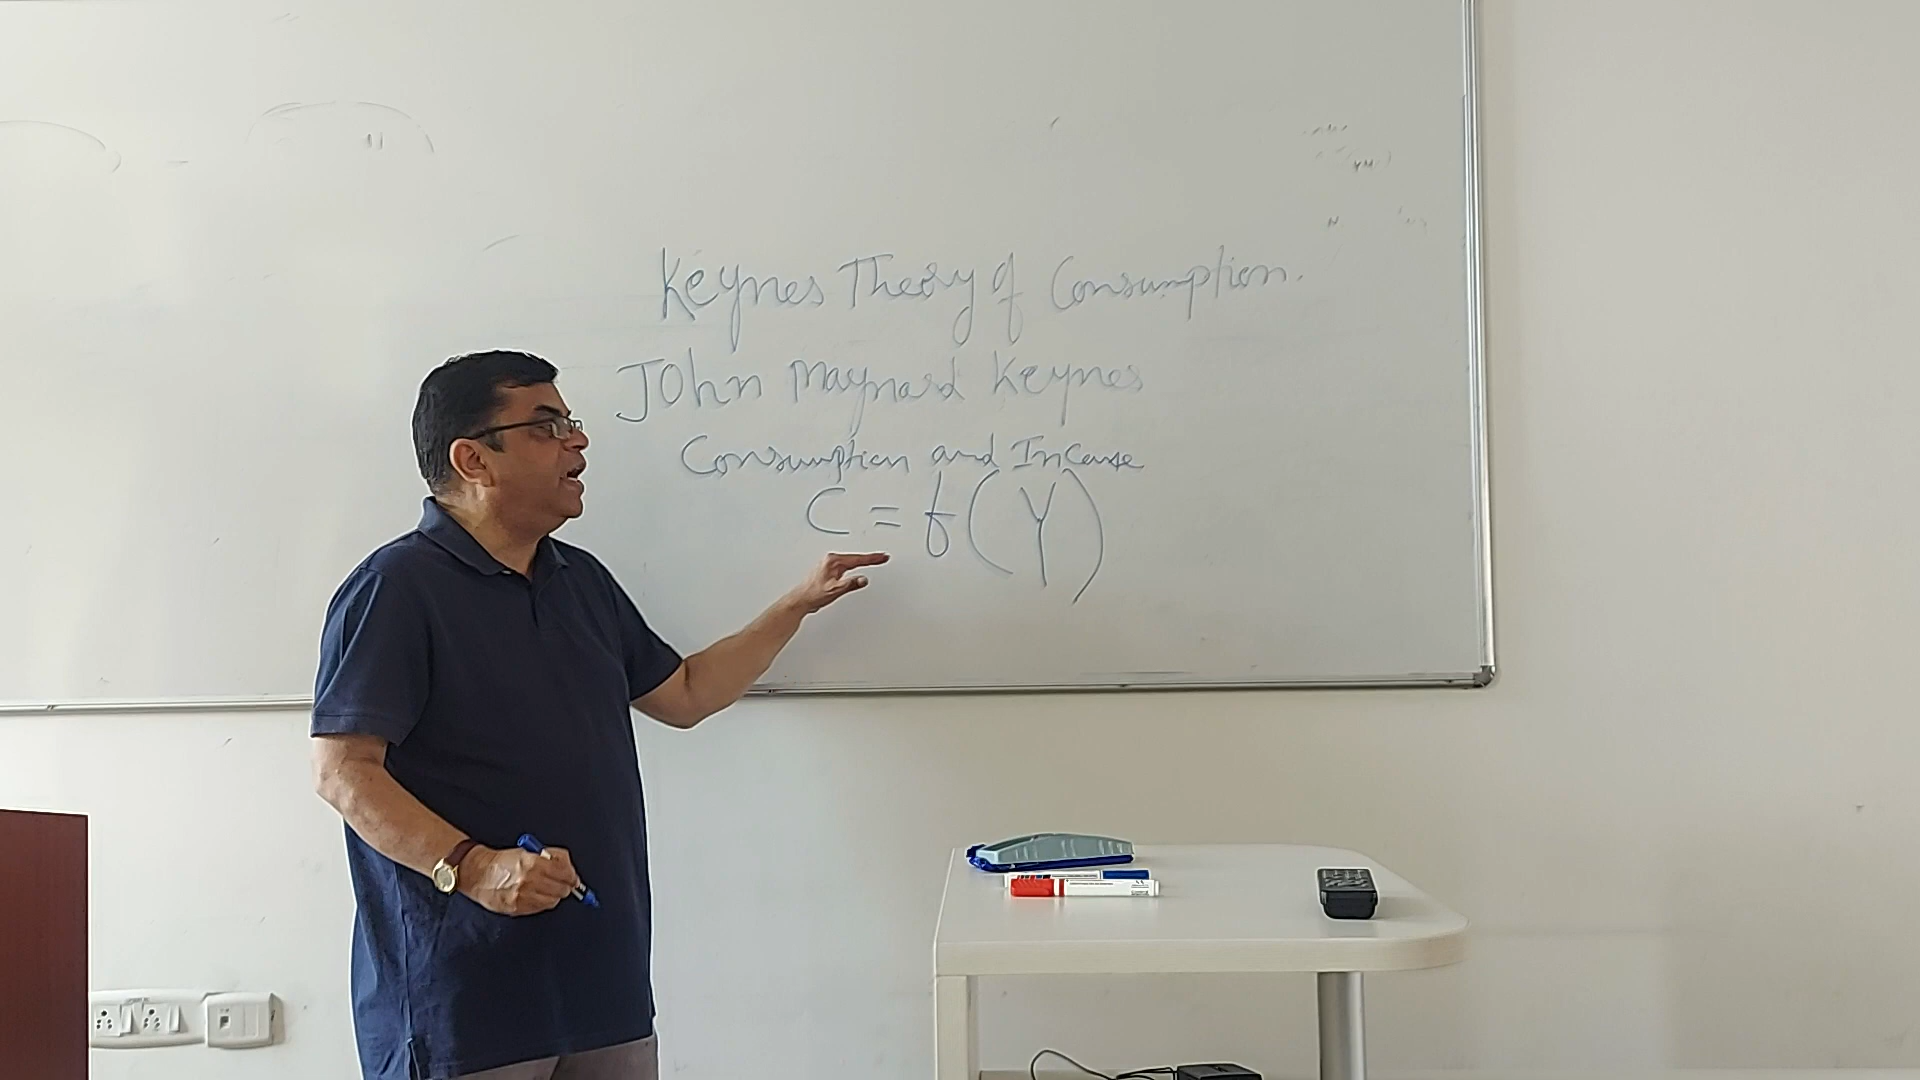 Keynes Theory of Consumption.
John Maynard Keynes
Consumption and Income
C = f(Y)